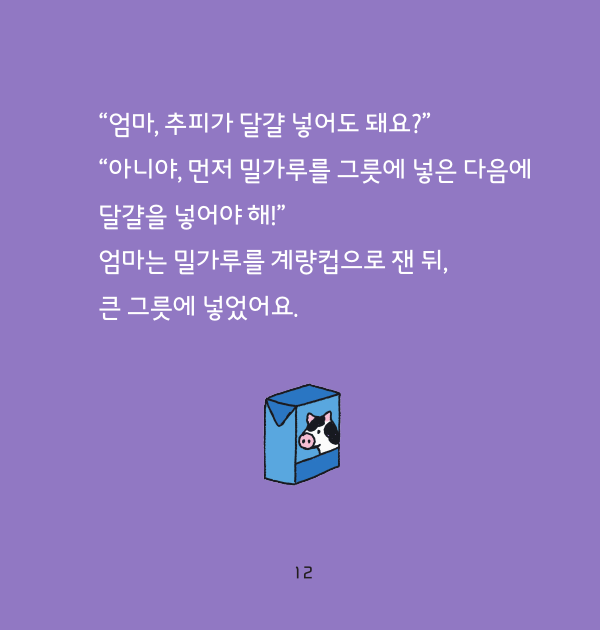 “엄마, 추피가 달걀 넣어도 돼요?”
“아니야, 먼저 밀가루를 그릇에 넣은 다음에
달걀을 넣어야 해!”
엄마는 밀가루를 계량컵으로 잰 뒤,
큰 그릇에 넣었어요.
12